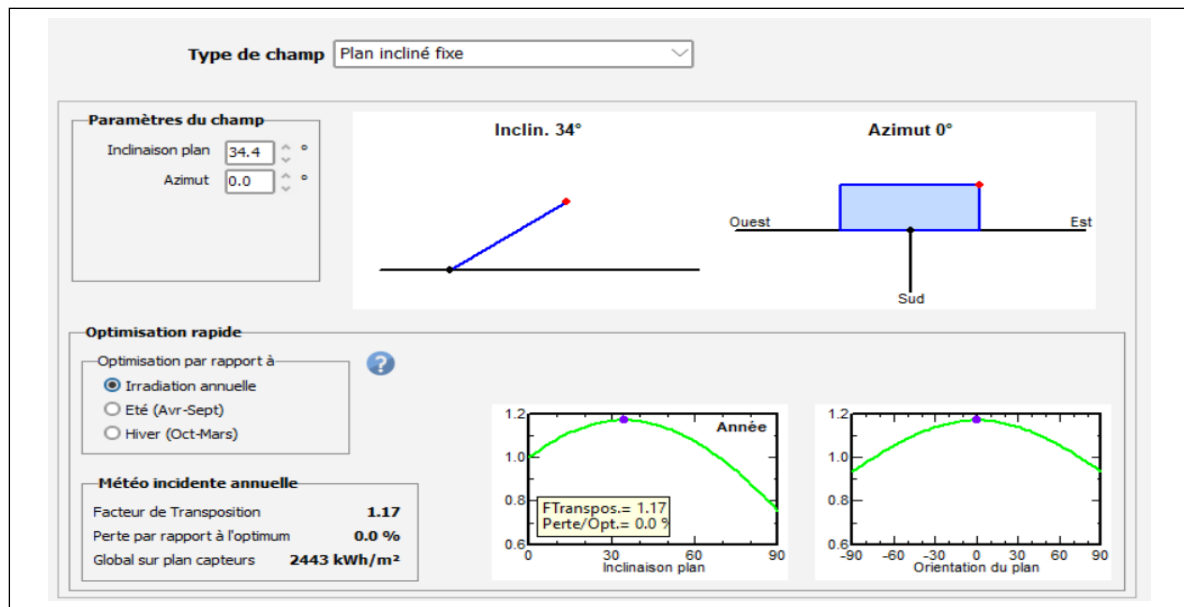 Type de champ Plan incliné fixe
Paramètres du champ
Inclinaison plan 34.4 °
Azimut 0.0 °
Inclin. 34°
Azimut 0°
Ouest Est
Sud
Optimisation rapide
Optimisation par rapport à
Irradiation annuelle
Eté (Avr-Sept)
Hiver (Oct-Mars)
?
Météo incidente annuelle
Facteur de Transposition 1.17
Perte par rapport à l'optimum 0.0 %
Global sur plan capteurs 2443 kWh/m²
1.2
Année
1.0
0.8
FTranspos.= 1.17
Perte/Opt.= 0.0 %
0.6
0 30 60 90
Inclinaison plan
1.2
1.0
0.8
0.6
-90 -60 -30 0 30 60 90
Orientation du plan